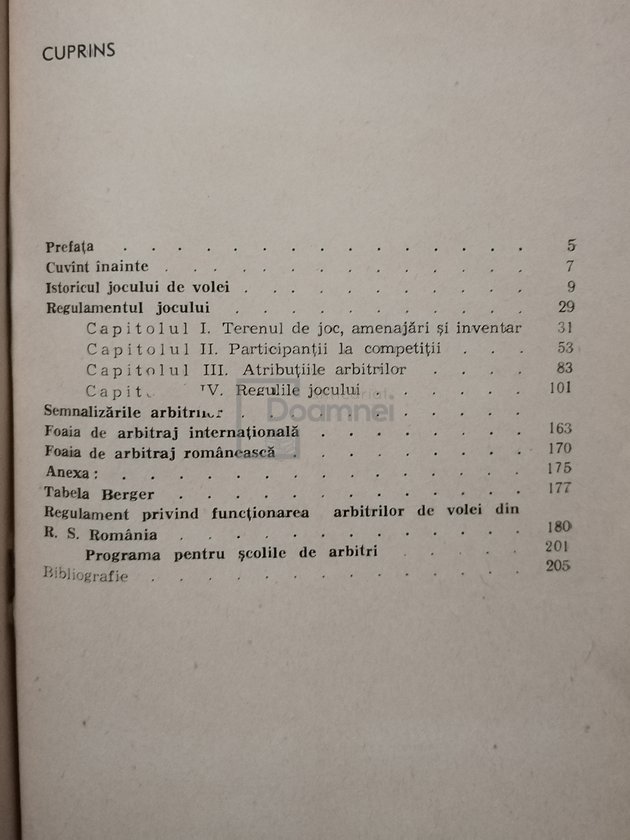 CUPRINS
Prefața . . . . . . . . . . . . . . . 5
Cuvînt înainte . . . . . . . . . . . . . 7
Istoricul jocului de volei . . . . . . . . . . 9
Regulamentul jocului . . . . . . . . . . . 29
Capitolul I. Terenul de joc, amenajări și inventar 31
Capitolul II. Participanții la competiții . . . 53
Capitolul III. Atribuțiile arbitrilor . . . . 83
IV. Regulile jocului . . . . . . 101
Semnalizările arbitrilor . . . . . . . . .
Doamnei
Foaia de arbitraj internațională . . . . . . . . 163
Foaia de arbitraj românească . . . . . . . . . 170
Anexa : . . . . . . . . . . . . . . . 175
Tabela Berger . . . . . . . . . . . . . 177
Regulament privind funcționarea arbitrilor de volei din
R. S. România . . . . . . . . . . . . . 180
Programa pentru școlile de arbitri . . . . . 201
Bibliografie . . . . . . . . . . . . . . 205